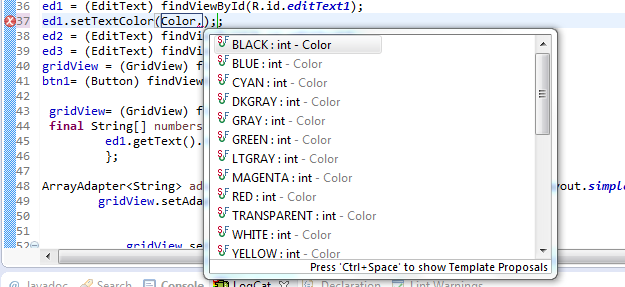 36 ed1 = (EditText) findViewById(R.id.editText1);
37 ed1.setTextColor(Color.);;
38 ed2 = (EditText) findV
39 ed3 = (EditText) findV
40 gridView = (GridView)
41 btn1= (Button) findVie
42
43 gridView= (GridView) f
44 final String[] numbers
45 ed1.getText().
46 };
47
48 ArrayAdapter<String> ad out.simple
49 gridView.setAda
50
51
52 gridView.se
BLACK : int - Color
BLUE : int - Color
CYAN : int - Color
DKGRAY : int - Color
GRAY : int - Color
GREEN : int - Color
LTGRAY : int - Color
MAGENTA : int - Color
RED : int - Color
TRANSPARENT : int - Color
WHITE : int - Color
YELLOW : int - Color
Press 'Ctrl+Space' to show Template Proposals
Javadoc Search Console LogCat Declaration Lint Warnings